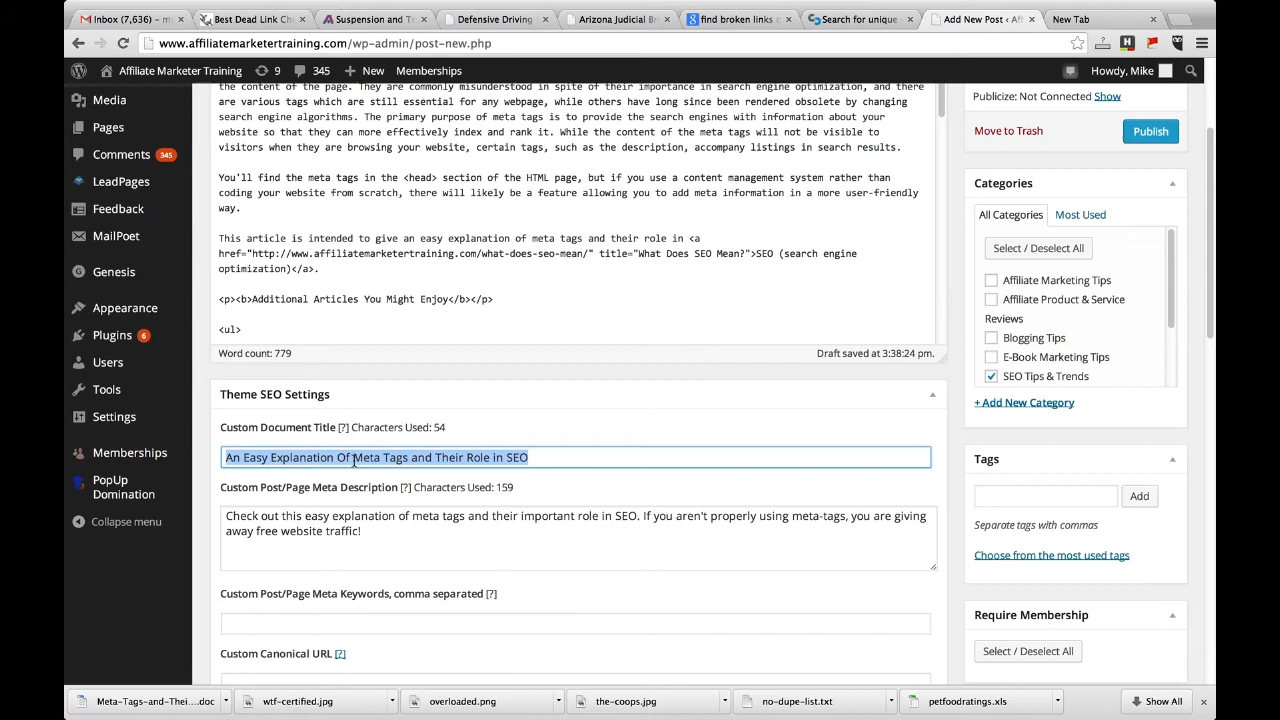 Inbox (7,636) - m
Best Dead Link Che
Suspension and Tr
Defensive Driving
Arizona Judicial Br
find broken links o
Search for unique
Add New Post ‹ Aff
New Tab
www.affiliatemarketertraining.com/wp-admin/post-new.php
Affiliate Marketer Training
9
345
New
Memberships
Howdy, Mike
Media
Pages
Comments 345
LeadPages
Feedback
MailPoet
Genesis
Appearance
Plugins 6
Users
Tools
Settings
Memberships
PopUp
Domination
Collapse menu
the content of the page. They are commonly misunderstood in spite of their importance in search engine optimization, and there
are various tags which are still essential for any webpage, while others have long since been rendered obsolete by changing
search engine algorithms. The primary purpose of meta tags is to provide the search engines with information about your
website so that they can more effectively index and rank it. While the content of the meta tags will not be visible to
visitors when they are browsing your website, certain tags, such as the description, accompany listings in search results.
You'll find the meta tags in the <head> section of the HTML page, but if you use a content management system rather than
coding your website from scratch, there will likely be a feature allowing you to add meta information in a more user-friendly
way.
This article is intended to give an easy explanation of meta tags and their role in <a
href="http://www.affiliatemarketertraining.com/what-does-seo-mean/" title="What Does SEO Mean?">SEO (search engine
optimization)</a>.
<p><b>Additional Articles You Might Enjoy</b></p>
<ul>
Word count: 779
Draft saved at 3:38:24 pm.
Theme SEO Settings
Custom Document Title [?] Characters Used: 54
An Easy Explanation Of Meta Tags and Their Role in SEO
Custom Post/Page Meta Description [?] Characters Used: 159
Check out this easy explanation of meta tags and their important role in SEO. If you aren't properly using meta-tags, you are giving
away free website traffic!
Custom Post/Page Meta Keywords, comma separated [?]
Custom Canonical URL [?]
Publicize: Not Connected Show
Move to Trash
Publish
Categories
All Categories
Most Used
Select / Deselect All
Affiliate Marketing Tips
Affiliate Product & Service
Reviews
Blogging Tips
E-Book Marketing Tips
SEO Tips & Trends
+ Add New Category
Tags
Add
Separate tags with commas
Choose from the most used tags
Require Membership
Select / Deselect All
Meta-Tags-and-Thei....doc
wtf-certified.jpg
overloaded.png
the-coops.jpg
no-dupe-list.txt
petfoodratings.xls
Show All